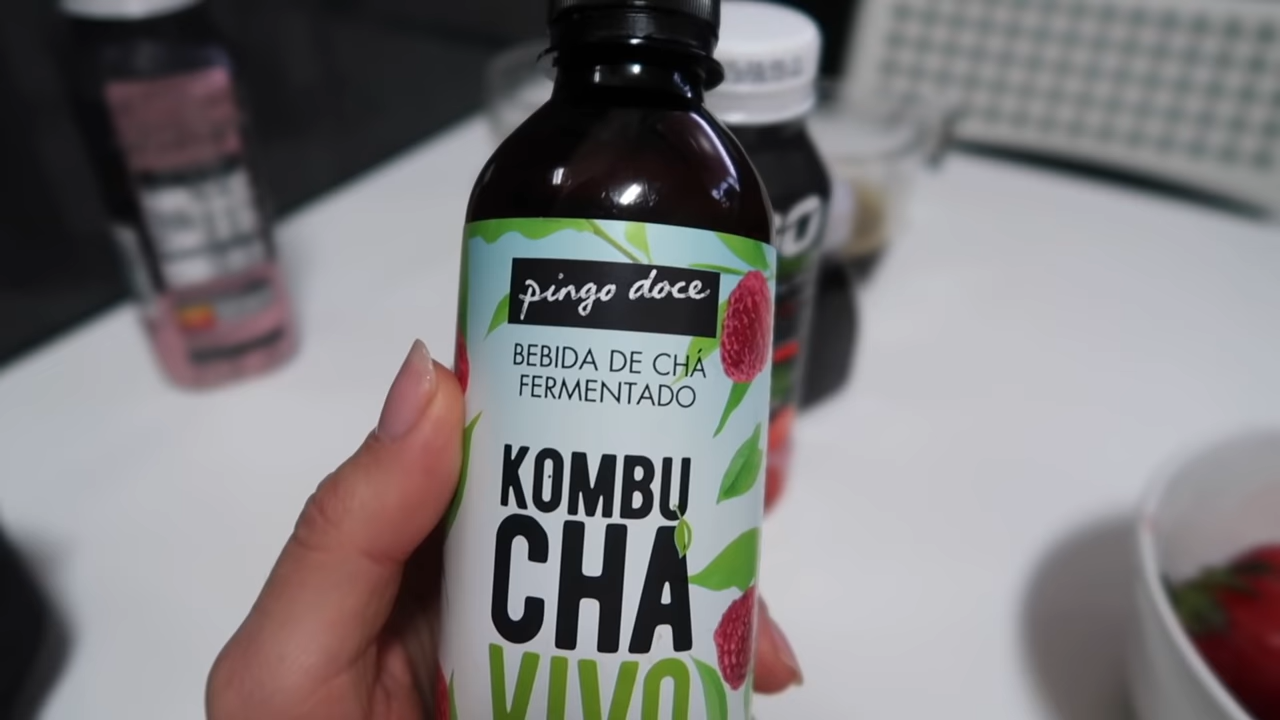 pingo doce
BEBIDA DE CHÁ
FERMENTADO
KOMBU
CHA
VIVO